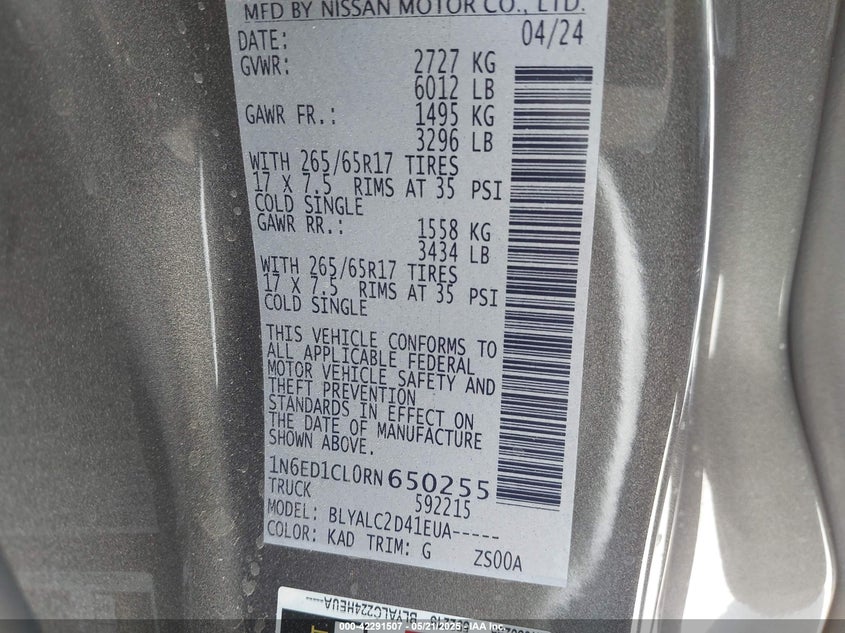 MFD BY NISSAN MOTOR CO., LTD.
DATE: 04/24
GVWR: 2727 KG
6012 LB
GAWR FR.: 1495 KG
3296 LB
WITH 265/65R17 TIRES
17 X 7.5 RIMS AT 35 PSI
COLD SINGLE
GAWR RR.: 1558 KG
3434 LB
WITH 265/65R17 TIRES
17 X 7.5 RIMS AT 35 PSI
COLD SINGLE
THIS VEHICLE CONFORMS TO
ALL APPLICABLE FEDERAL
MOTOR VEHICLE SAFETY AND
THEFT PREVENTION
STANDARDS IN EFFECT ON
THE DATE OF MANUFACTURE
SHOWN ABOVE.
1N6ED1CL0RN650255
TRUCK 592215
MODEL: BLYALC2D41EUA-----
COLOR: KAD TRIM: G ZS00A
BLYALC224HEUA-----
000-42291507 - 05/21/2025 - IAA